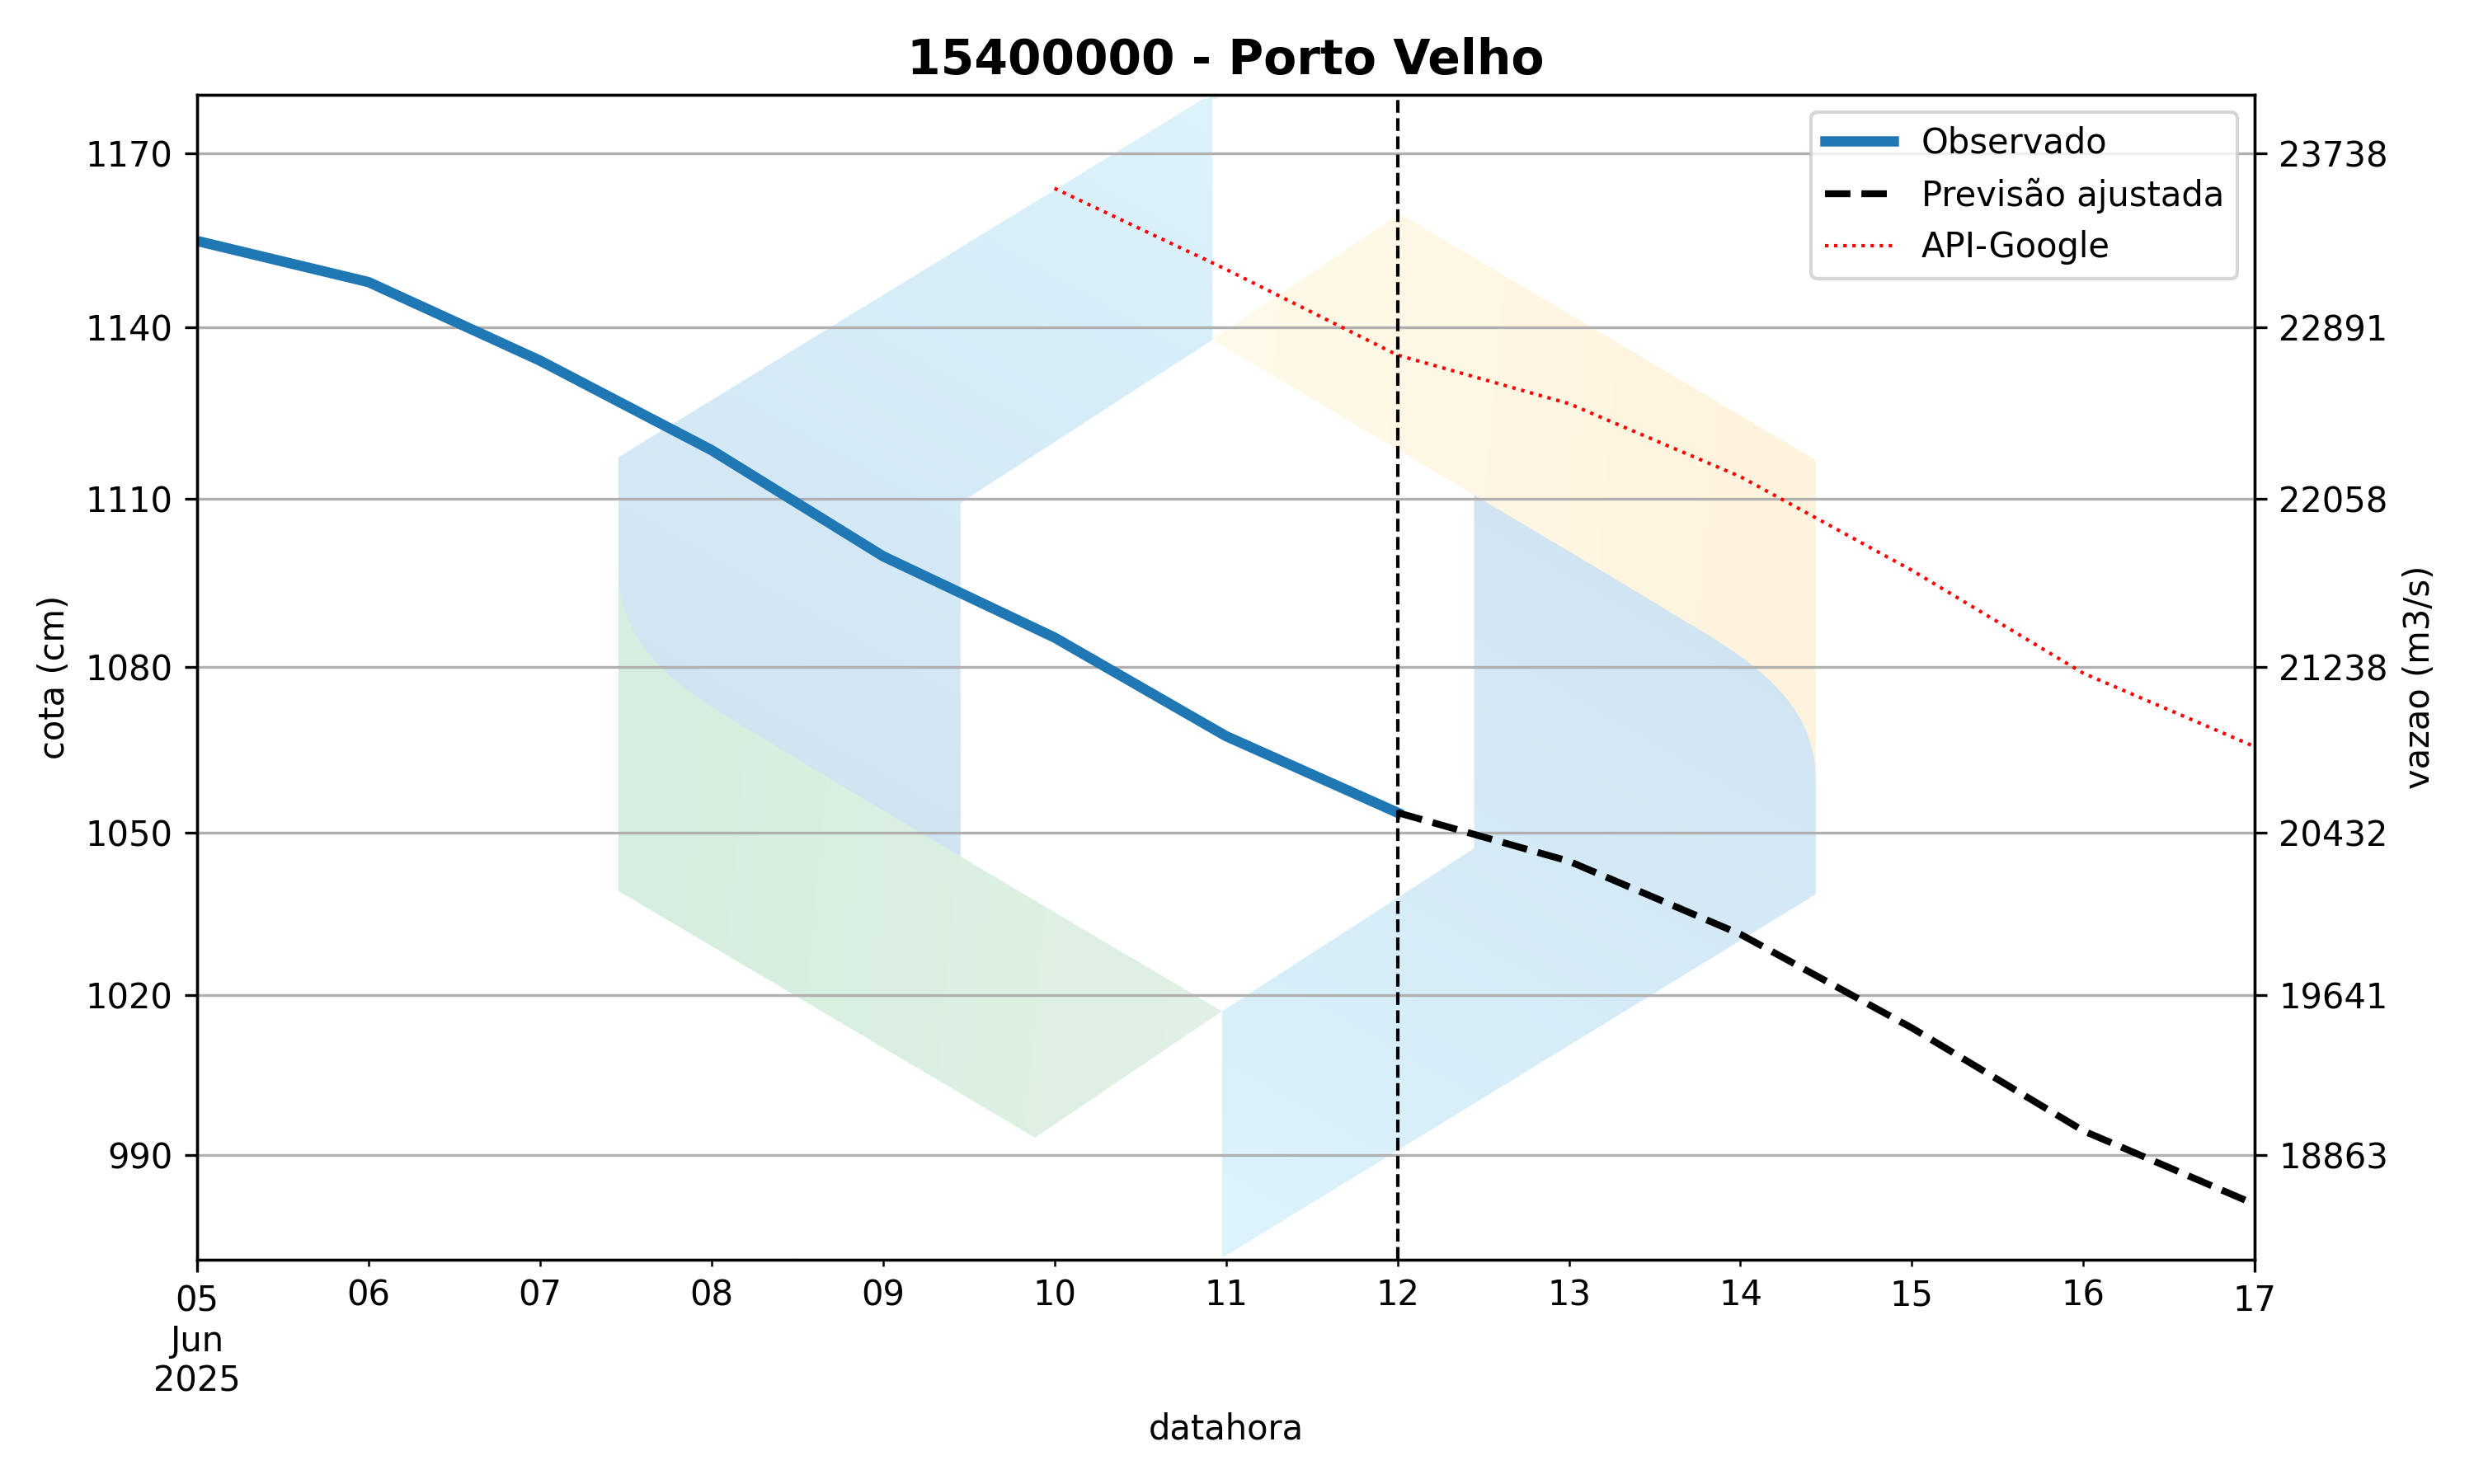 15400000 - Porto Velho
Observado
Previsão ajustada
API-Google
1170
1140
1110
1080
1050
1020
990
cota (cm)
23738
22891
22058
21238
20432
19641
18863
vazao (m3/s)
05 06 07 08 09 10 11 12 13 14 15 16 17
Jun
2025
datahora